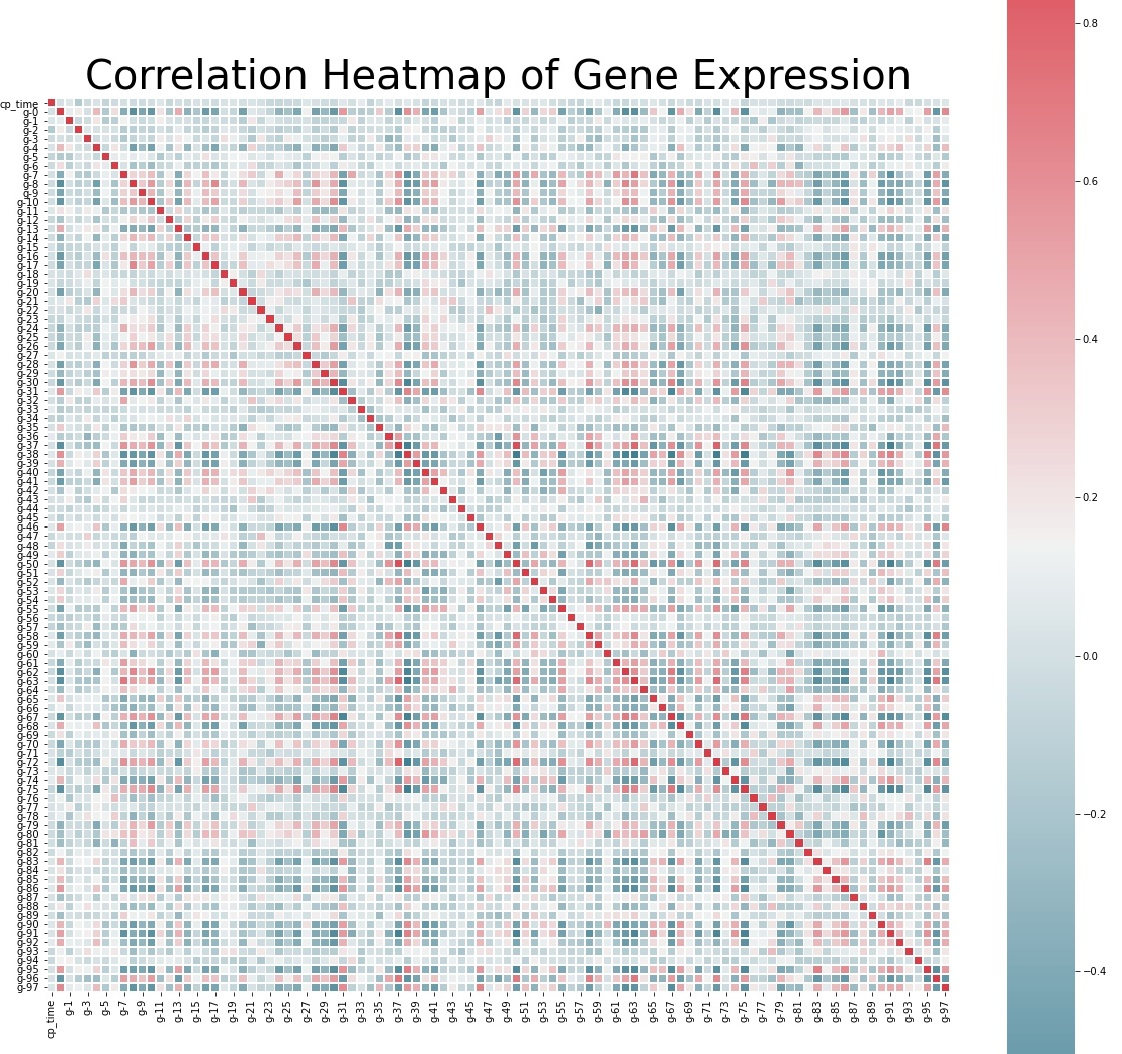 Correlation Heatmap of Gene Expression
cp_time
g-0
g-1
g-2
g-3
g-4
g-5
g-6
g-7
g-8
g-9
g-10
g-11
g-12
g-13
g-14
g-15
g-16
g-17
g-18
g-19
g-20
g-21
g-22
g-23
g-24
g-25
g-26
g-27
g-28
g-29
g-30
g-31
g-32
g-33
g-34
g-35
g-36
g-37
g-38
g-39
g-40
g-41
g-42
g-43
g-44
g-45
g-46
g-47
g-48
g-49
g-50
g-51
g-52
g-53
g-54
g-55
g-56
g-57
g-58
g-59
g-60
g-61
g-62
g-63
g-64
g-65
g-66
g-67
g-68
g-69
g-70
g-71
g-72
g-73
g-74
g-75
g-76
g-77
g-78
g-79
g-80
g-81
g-82
g-83
g-84
g-85
g-86
g-87
g-88
g-89
g-90
g-91
g-92
g-93
g-94
g-95
g-96
g-97
cp_time g-1 g-3 g-5 g-7 g-9 g-11 g-13 g-15 g-17 g-19 g-21 g-23 g-25 g-27 g-29 g-31 g-33 g-35 g-37 g-39 g-41 g-43 g-45 g-47 g-49 g-51 g-53 g-55 g-57 g-59 g-61 g-63 g-65 g-67 g-69 g-71 g-73 g-75 g-77 g-79 g-81 g-83 g-85 g-87 g-89 g-91 g-93 g-95 g-97
0.8
0.6
0.4
0.2
0.0
−0.2
−0.4